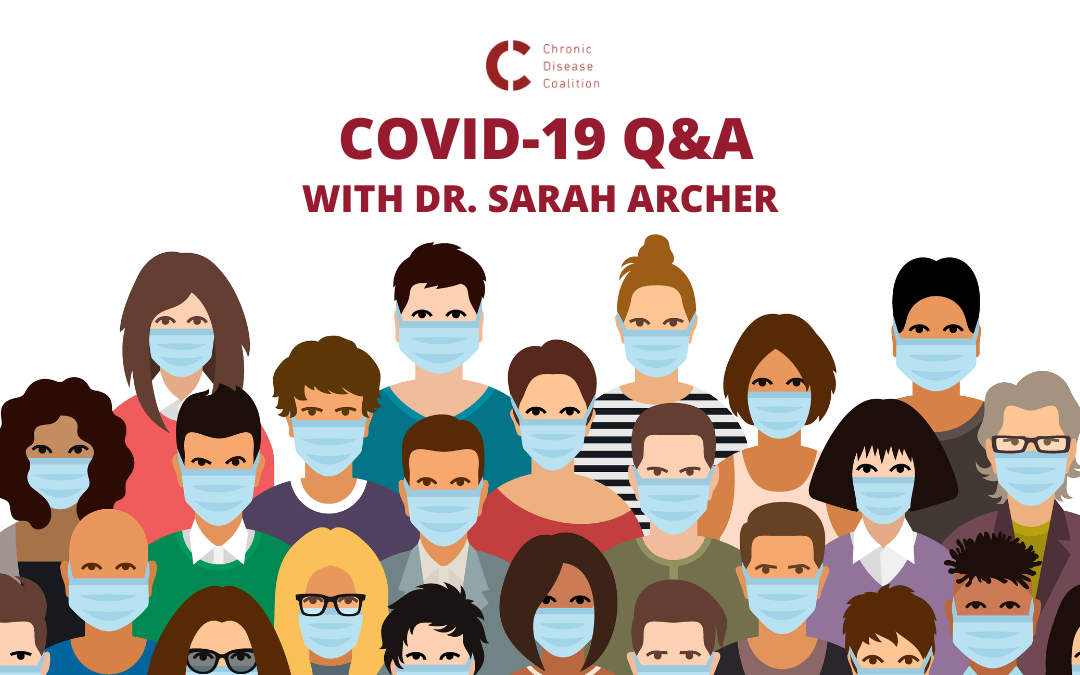 Chronic
Disease
Coalition
COVID-19 Q&A
WITH DR. SARAH ARCHER